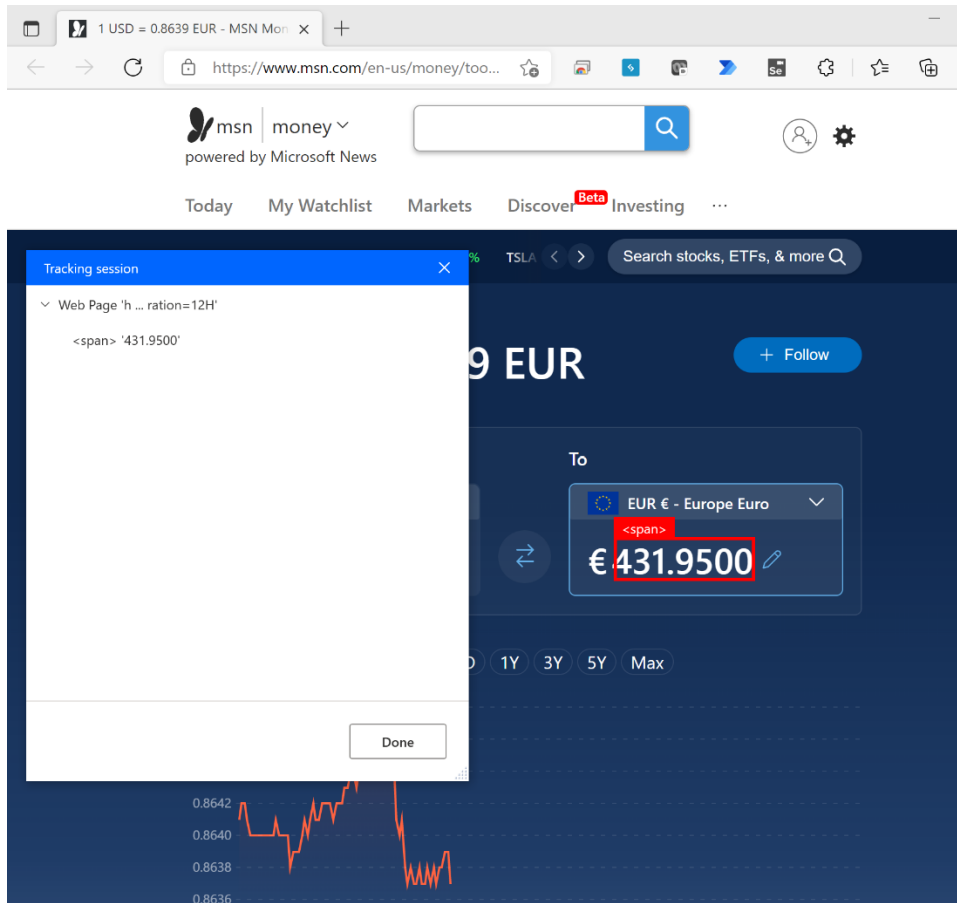 1 USD = 0.8639 EUR - MSN Mon
https://www.msn.com/en-us/money/too...
Se
msn money
powered by Microsoft News
Today My Watchlist Markets Discover Beta Investing ...
% TSLA Search stocks, ETFs, & more
Tracking session
Web Page 'h ... ration=12H'
<span> '431.9500'
9 EUR
+ Follow
To
EUR € - Europe Euro
<span>
€ 431.9500
D 1Y 3Y 5Y Max
Done
0.8642
0.8640
0.8638
0.8636